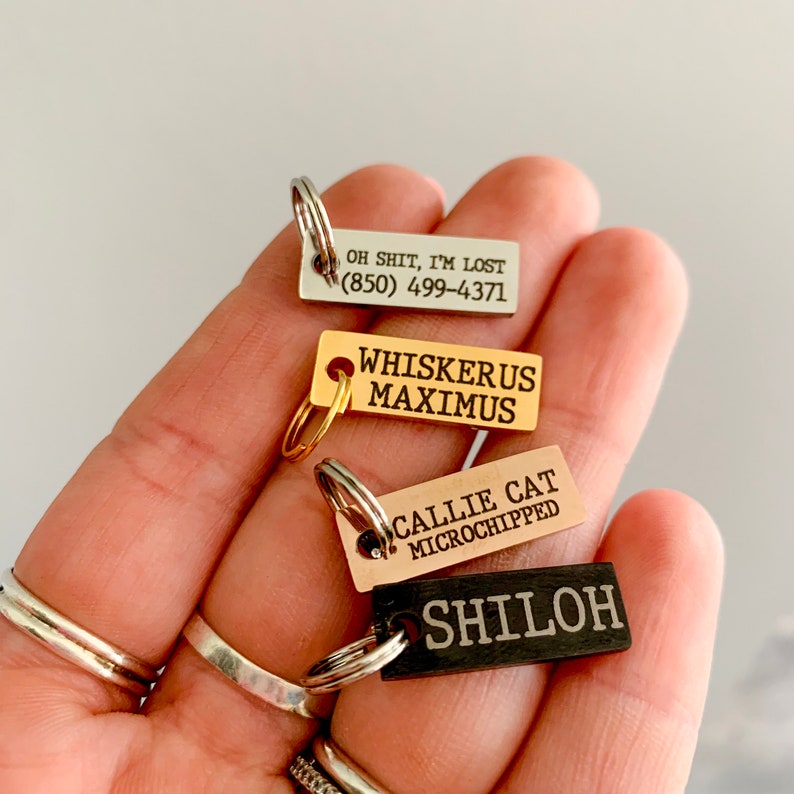 OH SHIT, I'M LOST
(850) 499-4371
WHISKERUS
MAXIMUS
CALLIE CAT
MICROCHIPPED
SHILOH